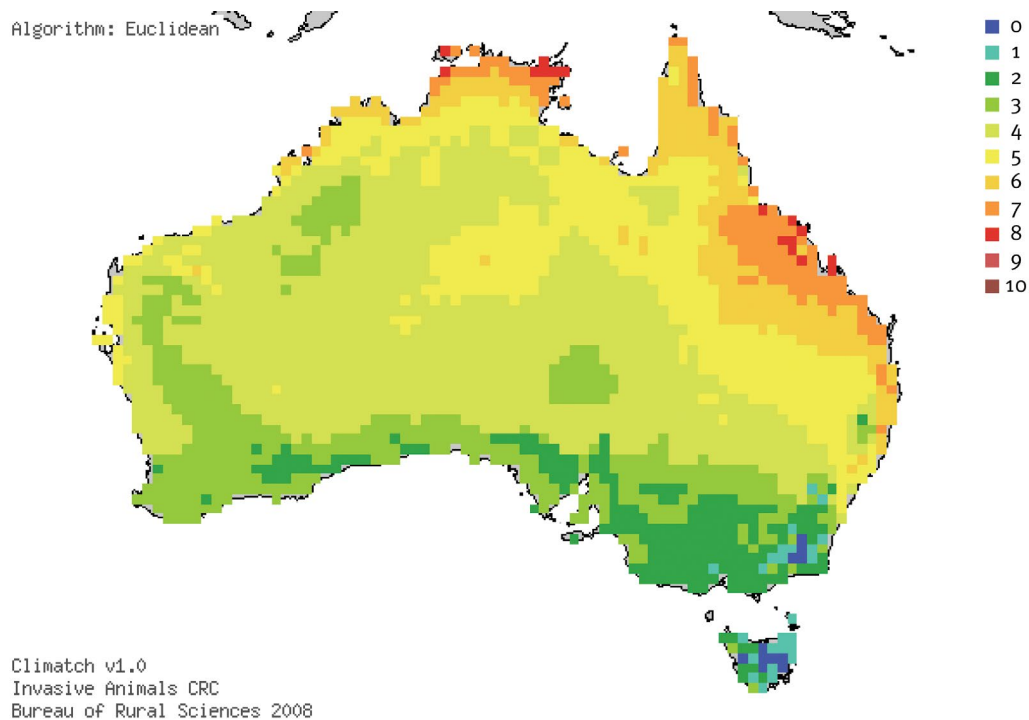 Algorithm: Euclidean
0
1
2
3
4
5
6
7
8
9
10
Climatch v1.0
Invasive Animals CRC
Bureau of Rural Sciences 2008